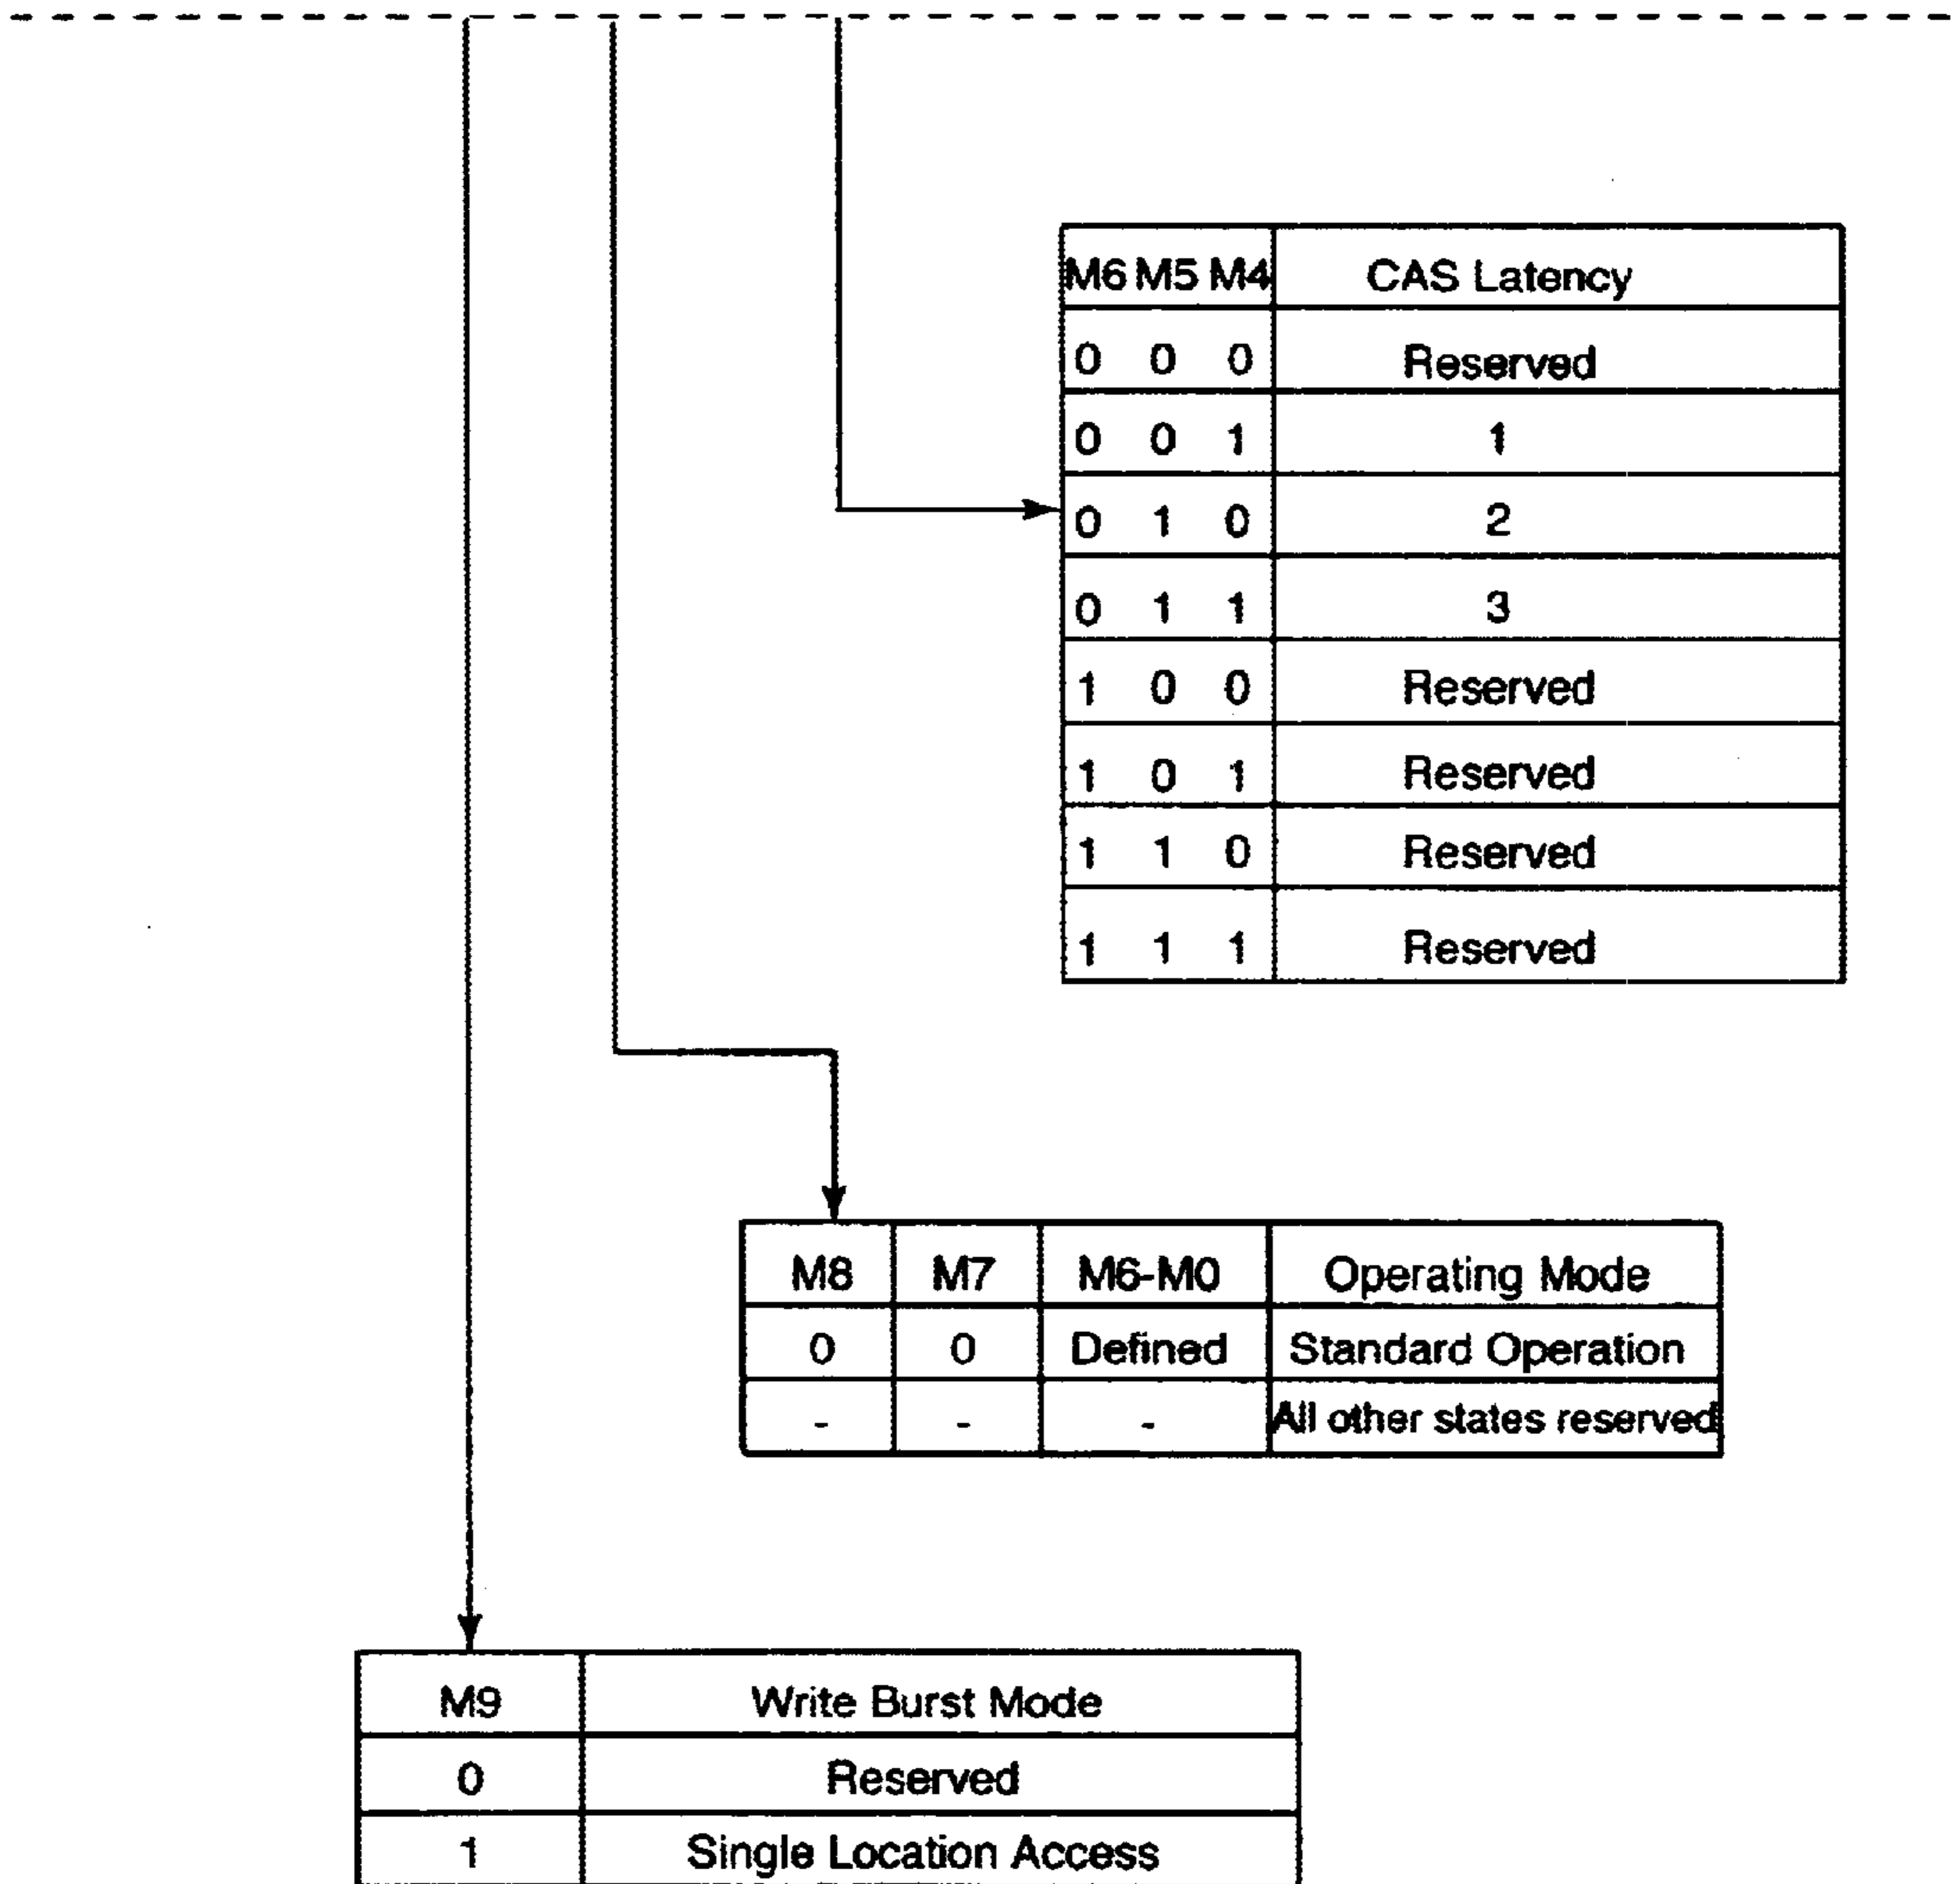 M6 M5 M4 CAS Latency
0 0 0 Reserved
0 0 1 1
0 1 0 2
0 1 1 3
1 0 0 Reserved
1 0 1 Reserved
1 1 0 Reserved
1 1 1 Reserved
M8 M7 M6-M0 Operating Mode
0 0 Defined Standard Operation
- - - All other states reserved
M9 Write Burst Mode
0 Reserved
1 Single Location Access